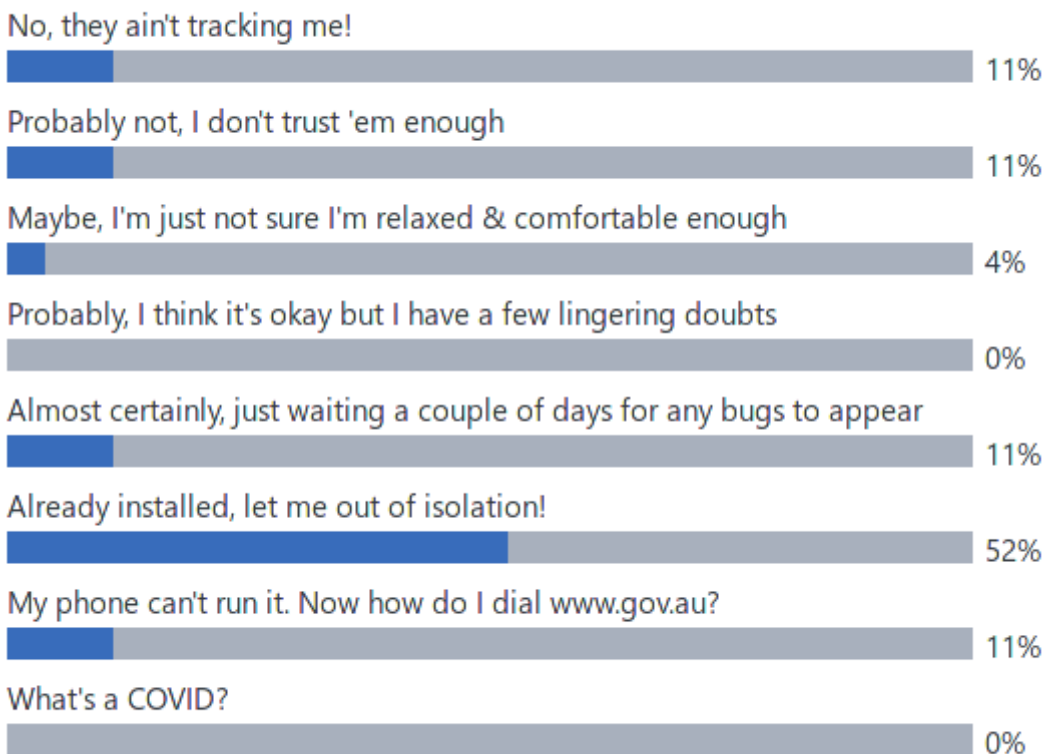 No, they ain't tracking me!
11%
Probably not, I don't trust 'em enough
11%
Maybe, I'm just not sure I'm relaxed & comfortable enough
4%
Probably, I think it's okay but I have a few lingering doubts
0%
Almost certainly, just waiting a couple of days for any bugs to appear
11%
Already installed, let me out of isolation!
52%
My phone can't run it. Now how do I dial www.gov.au?
11%
What's a COVID?
0%